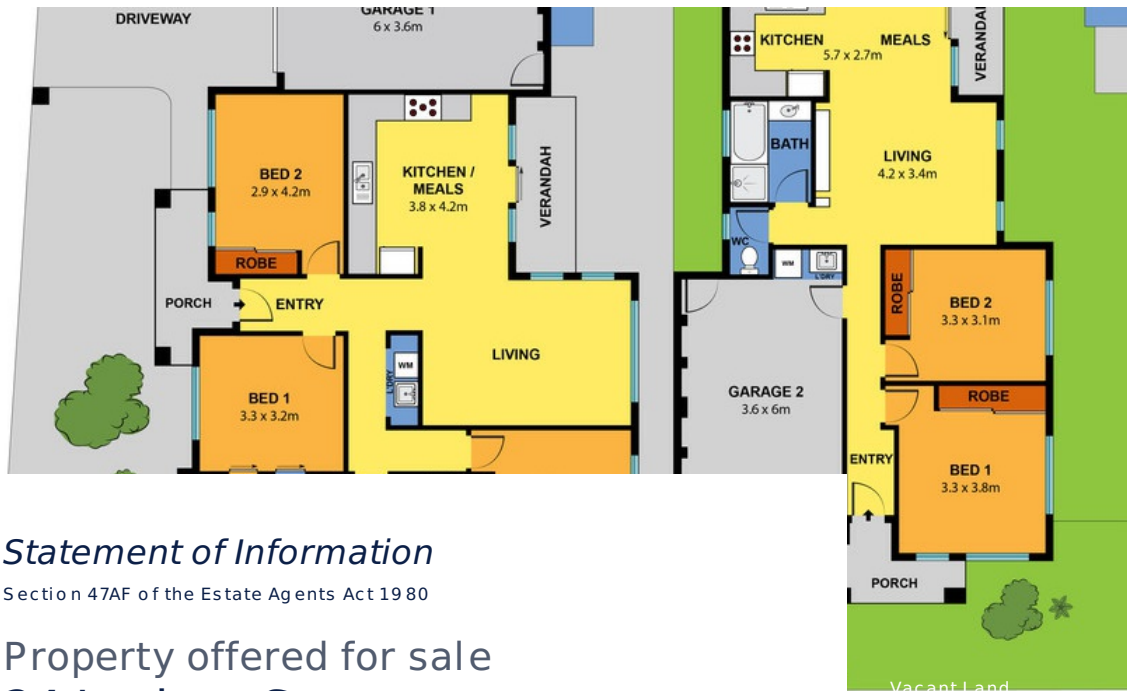 DRIVEWAY
GARAGE 1
6 x 3.6m
BED 2
2.9 x 4.2m
ROBE
KITCHEN /
MEALS
3.8 x 4.2m
VERANDAH
PORCH
ENTRY
LIVING
WM
L'DRY
BED 1
3.3 x 3.2m
KITCHEN
MEALS
5.7 x 2.7m
VERANDAH
BATH
LIVING
4.2 x 3.4m
WC
WM
L'DRY
ROBE
BED 2
3.3 x 3.1m
GARAGE 2
3.6 x 6m
ROBE
ENTRY
BED 1
3.3 x 3.8m
PORCH
Vacant Land
Statement of Information
Section 47AF of the Estate Agents Act 1980
Property offered for sale